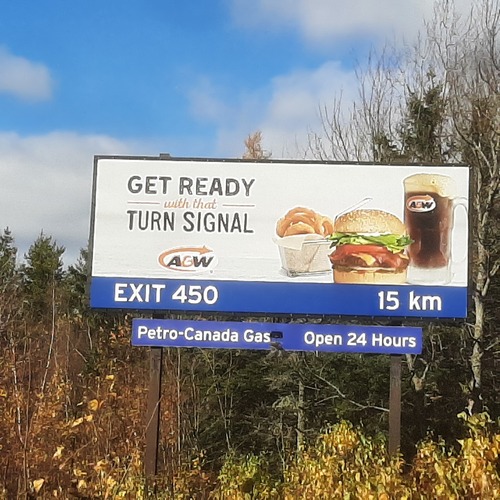 GET READY
with that
TURN SIGNAL
A&W
A&W
EXIT 450 15 km
Petro-Canada Gas Open 24 Hours